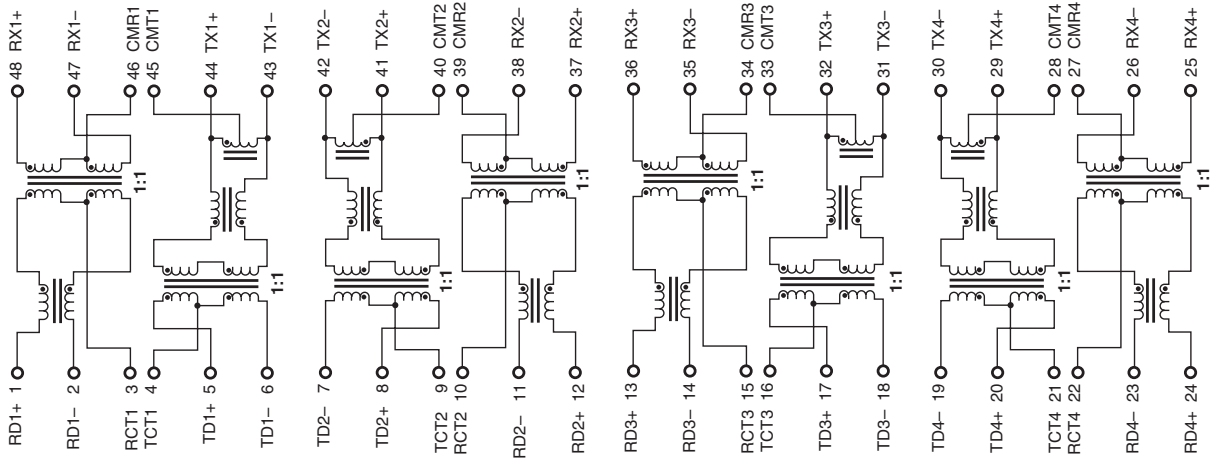 48 RX1+
47 RX1–
46 CMR1
45 CMT1
44 TX1+
43 TX1–
42 TX2–
41 TX2+
40 CMT2
39 CMR2
38 RX2–
37 RX2+
36 RX3+
35 RX3–
34 CMR3
33 CMT3
32 TX3+
31 TX3–
30 TX4–
29 TX4+
28 CMT4
27 CMR4
26 RX4–
25 RX4+
1:1
1:1
1:1
1:1
1:1
1:1
1:1
1:1
RD1+ 1
RD1– 2
RCT1 3
TCT1 4
TD1+ 5
TD1– 6
TD2– 7
TD2+ 8
TCT2 9
RCT2 10
RD2– 11
RD2+ 12
RD3+ 13
RD3– 14
RCT3 15
TCT3 16
TD3+ 17
TD3– 18
TD4– 19
TD4+ 20
TCT4 21
RCT4 22
RD4– 23
RD4+ 24